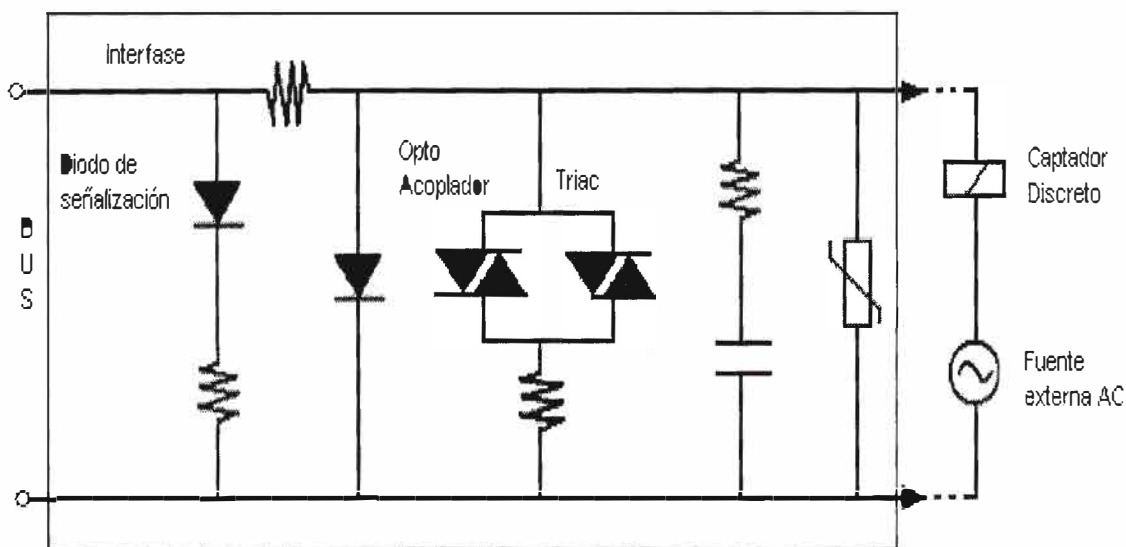 Interfase
Diodo de
señalización
Opto
Acoplador
Triac
Captador
Discreto
B
U
S
Fuente
externa AC